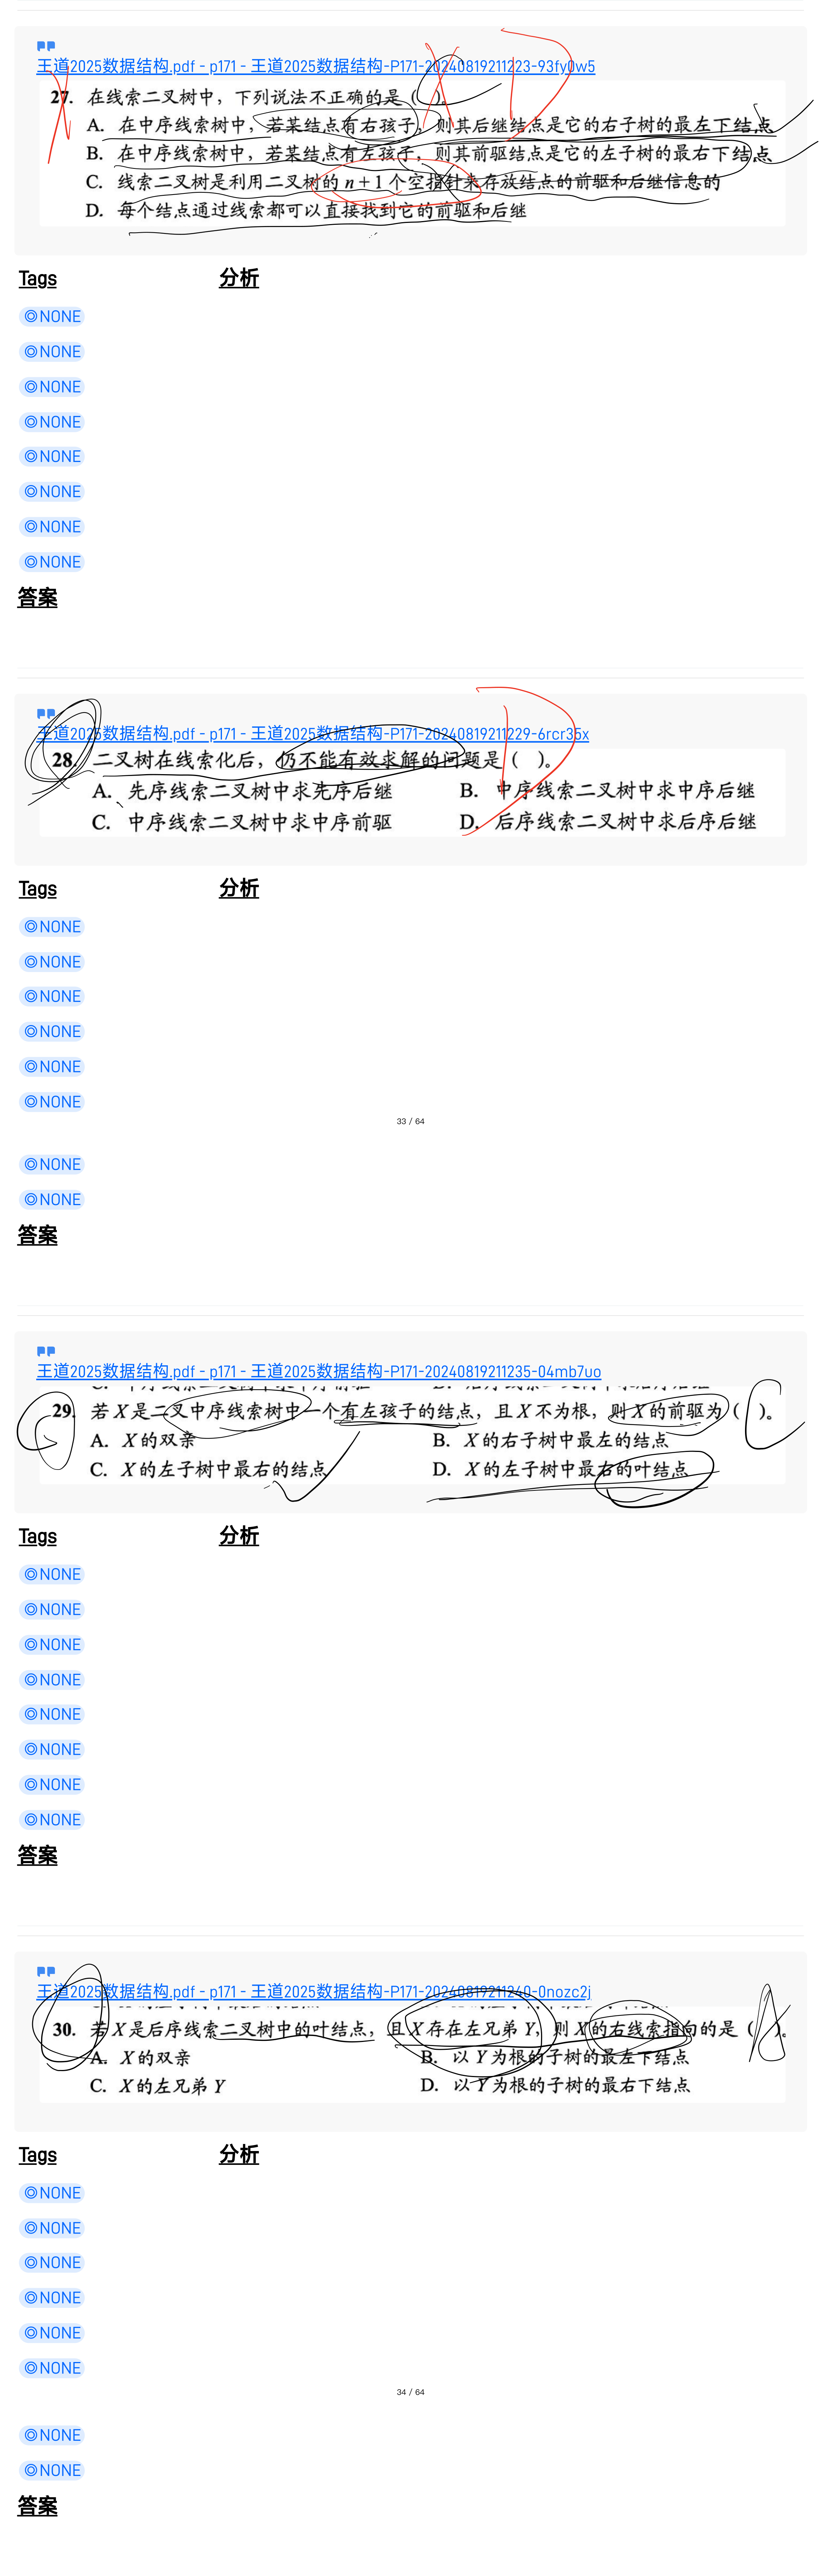 王道2025数据结构.pdf - p171 - 王道2025数据结构-P171-20240819211223-93fy0w5
27. 在线索二叉树中，下列说法不正确的是（ ）。
A. 在中序线索树中，若某结点有右孩子，则其后继结点是它的右子树的最左下结点
B. 在中序线索树中，若某结点有左孩子，则其前驱结点是它的左子树的最右下结点
C. 线索二叉树是利用二叉树的 n+1 个空指针来存放结点的前驱和后继信息的
D. 每个结点通过线索都可以直接找到它的前驱和后继
D
Tags 分析
◎NONE
◎NONE
◎NONE
◎NONE
◎NONE
◎NONE
◎NONE
◎NONE
答案
王道2025数据结构.pdf - p171 - 王道2025数据结构-P171-20240819211229-6rcr35x
28. 二叉树在线索化后，仍不能有效求解的问题是（ ）。
A. 先序线索二叉树中求先序后继 B. 中序线索二叉树中求中序后继
C. 中序线索二叉树中求中序前驱 D. 后序线索二叉树中求后序后继
D
Tags 分析
◎NONE
◎NONE
◎NONE
◎NONE
◎NONE
◎NONE
33 / 64
◎NONE
◎NONE
答案
王道2025数据结构.pdf - p171 - 王道2025数据结构-P171-20240819211235-04mb7uo
29. 若 X 是二叉中序线索树中一个有左孩子的结点，且 X 不为根，则 X 的前驱为（ ）。
C
A. X 的双亲 B. X 的右子树中最左的结点
C. X 的左子树中最右的结点 D. X 的左子树中最右的叶结点
Tags 分析
◎NONE
◎NONE
◎NONE
◎NONE
◎NONE
◎NONE
◎NONE
◎NONE
答案
王道2025数据结构.pdf - p171 - 王道2025数据结构-P171-20240819211240-0nozc2j
30. 若 X 是后序线索二叉树中的叶结点，且 X 存在左兄弟 Y，则 X 的右线索指向的是（ ）。
A
A. X 的双亲 B. 以 Y 为根的子树的最左下结点
C. X 的左兄弟 Y D. 以 Y 为根的子树的最右下结点
Tags 分析
◎NONE
◎NONE
◎NONE
◎NONE
◎NONE
◎NONE
34 / 64
◎NONE
◎NONE
答案